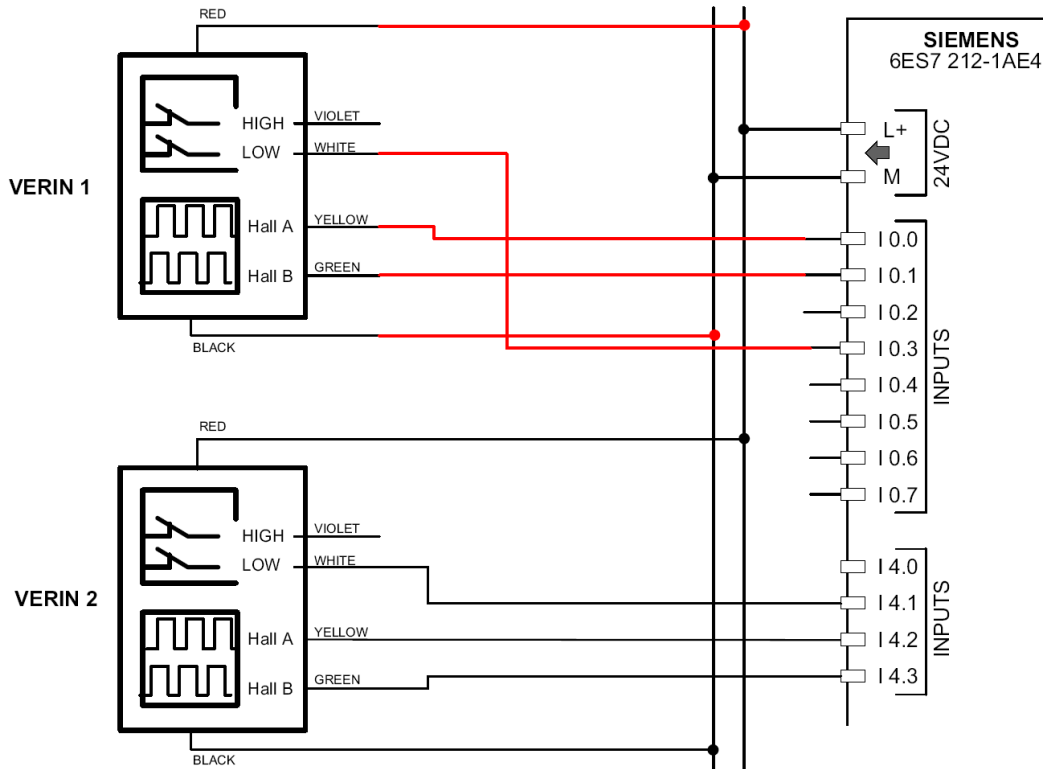 RED
SIEMENS
6ES7 212-1AE4
VERIN 1
HIGH
VIOLET
LOW
WHITE
Hall A
YELLOW
Hall B
GREEN
BLACK
L+
M
24VDC
I 0.0
I 0.1
I 0.2
I 0.3
I 0.4
I 0.5
I 0.6
I 0.7
INPUTS
RED
VERIN 2
HIGH
VIOLET
LOW
WHITE
Hall A
YELLOW
Hall B
GREEN
BLACK
I 4.0
I 4.1
I 4.2
I 4.3
INPUTS